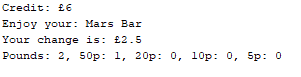 Credit: £6
Enjoy your: Mars Bar
Your change is: £2.5
Pounds: 2, 50p: 1, 20p: 0, 10p: 0, 5p: 0